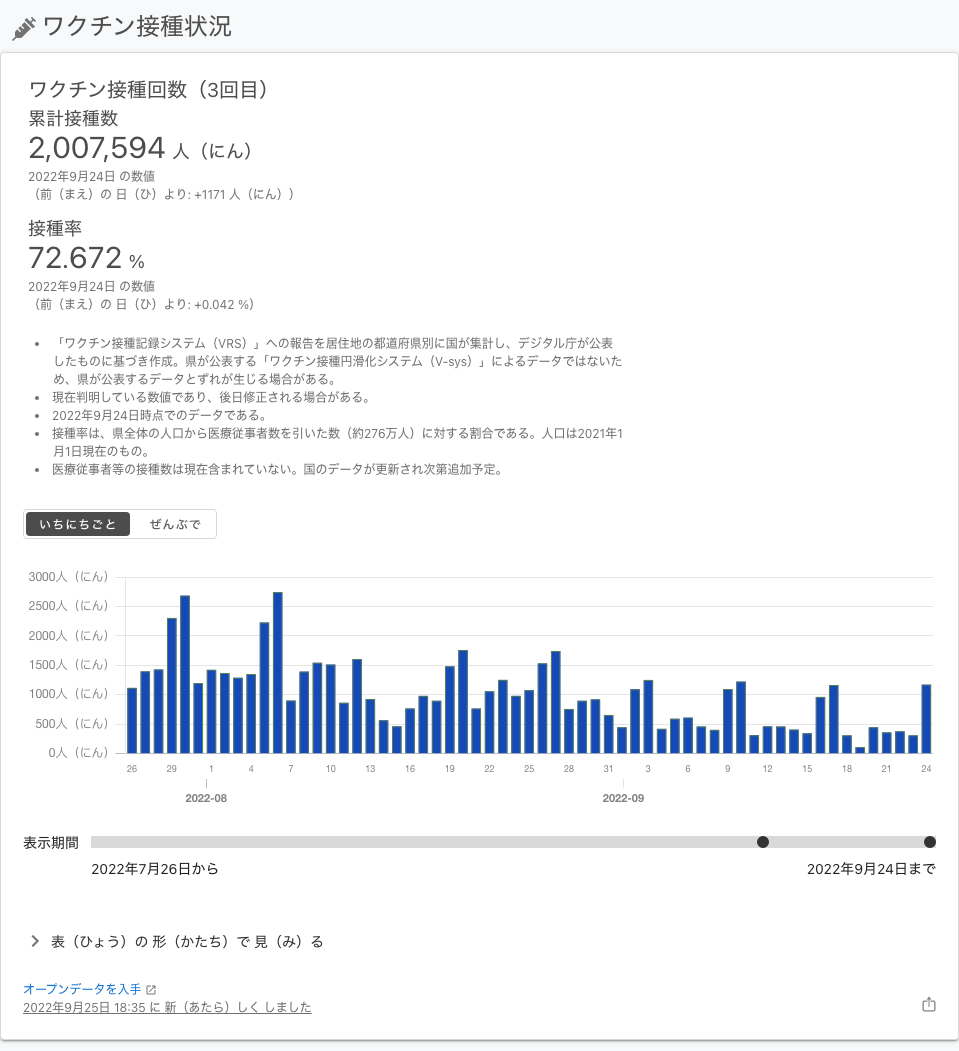 ワクチン接種状況
ワクチン接種回数（3回目）
累計接種数
2,007,594 人（にん）
2022年9月24日 の数値
（前（まえ）の 日（ひ）より: +1171 人（にん））
接種率
72.672 %
2022年9月24日 の数値
（前（まえ）の 日（ひ）より: +0.042 %）
「ワクチン接種記録システム（VRS）」への報告を居住地の都道府県別に国が集計し、デジタル庁が公表
したものに基づき作成。県が公表する「ワクチン接種円滑化システム（V-sys）」によるデータではないた
め、県が公表するデータとずれが生じる場合がある。
現在判明している数値であり、後日修正される場合がある。
2022年9月24日時点でのデータである。
接種率は、県全体の人口から医療従事者数を引いた数（約276万人）に対する割合である。人口は2021年1
月1日現在のもの。
医療従事者等の接種数は現在含まれていない。国のデータが更新され次第追加予定。
いちにちごと ぜんぶで
3000人（にん）
2500人（にん）
2000人（にん）
1500人（にん）
1000人（にん）
500人（にん）
0人（にん）
26 29 1 4 7 10 13 16 19 22 25 28 31 3 6 9 12 15 18 21 24
2022-08 2022-09
表示期間
2022年7月26日から 2022年9月24日まで
表（ひょう）の 形（かたち）で 見（み）る
オープンデータを入手
2022年9月25日 18:35 に 新（あたら）しく しました